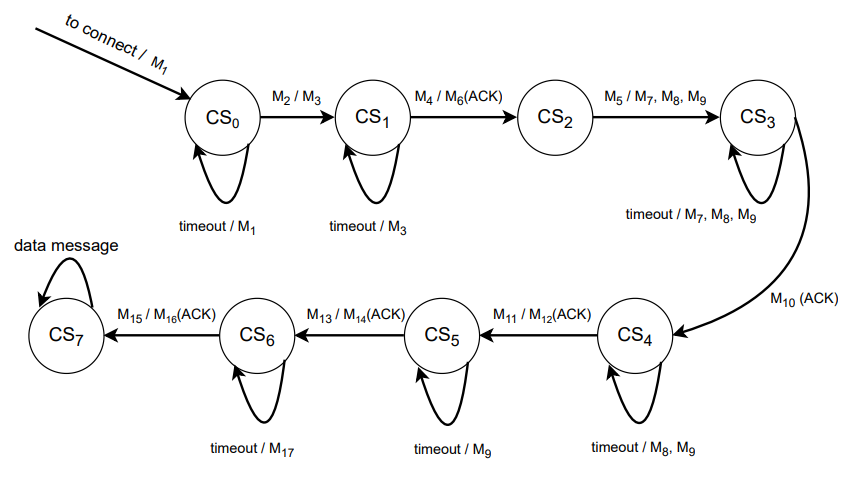 to connect / M₁
CS₀
M₂ / M₃
CS₁
M₄ / M₆(ACK)
CS₂
M₅ / M₇, M₈, M₉
CS₃
timeout / M₁
timeout / M₃
timeout / M₇, M₈, M₉
data message
M₁₀ (ACK)
CS₇
M₁₅ / M₁₆(ACK)
CS₆
M₁₃ / M₁₄(ACK)
CS₅
M₁₁ / M₁₂(ACK)
CS₄
timeout / M₁₇
timeout / M₉
timeout / M₈, M₉